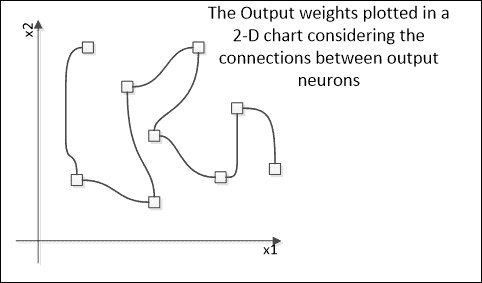 The Output weights plotted in a
2-D chart considering the
connections between output
neurons
x2
x1